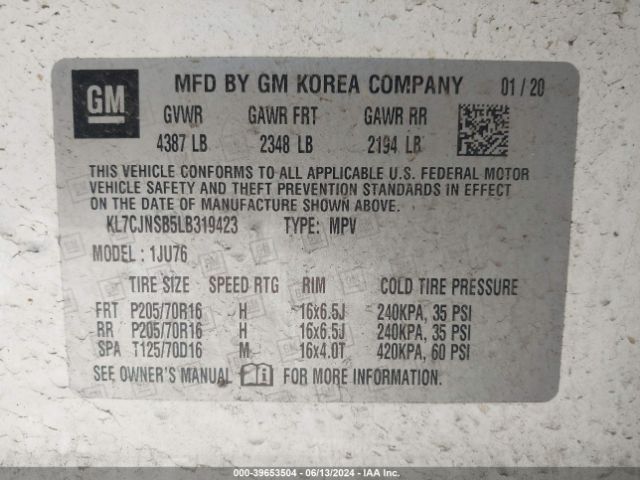 GM
MFD BY GM KOREA COMPANY 01/20
GVWR GAWR FRT GAWR RR
4387 LB 2348 LB 2194 LB
THIS VEHICLE CONFORMS TO ALL APPLICABLE U.S. FEDERAL MOTOR
VEHICLE SAFETY AND THEFT PREVENTION STANDARDS IN EFFECT
ON THE DATE OF MANUFACTURE SHOWN ABOVE.
KL7CJNSB5LB319423 TYPE: MPV
MODEL : 1JU76
TIRE SIZE SPEED RTG RIM COLD TIRE PRESSURE
FRT P205/70R16 H 16x6.5J 240KPA, 35 PSI
RR P205/70R16 H 16x6.5J 240KPA, 35 PSI
SPA T125/70D16 M 16x4.0T 420KPA, 60 PSI
SEE OWNER'S MANUAL FOR MORE INFORMATION.
000-39653504 - 06/13/2024 - IAA Inc.